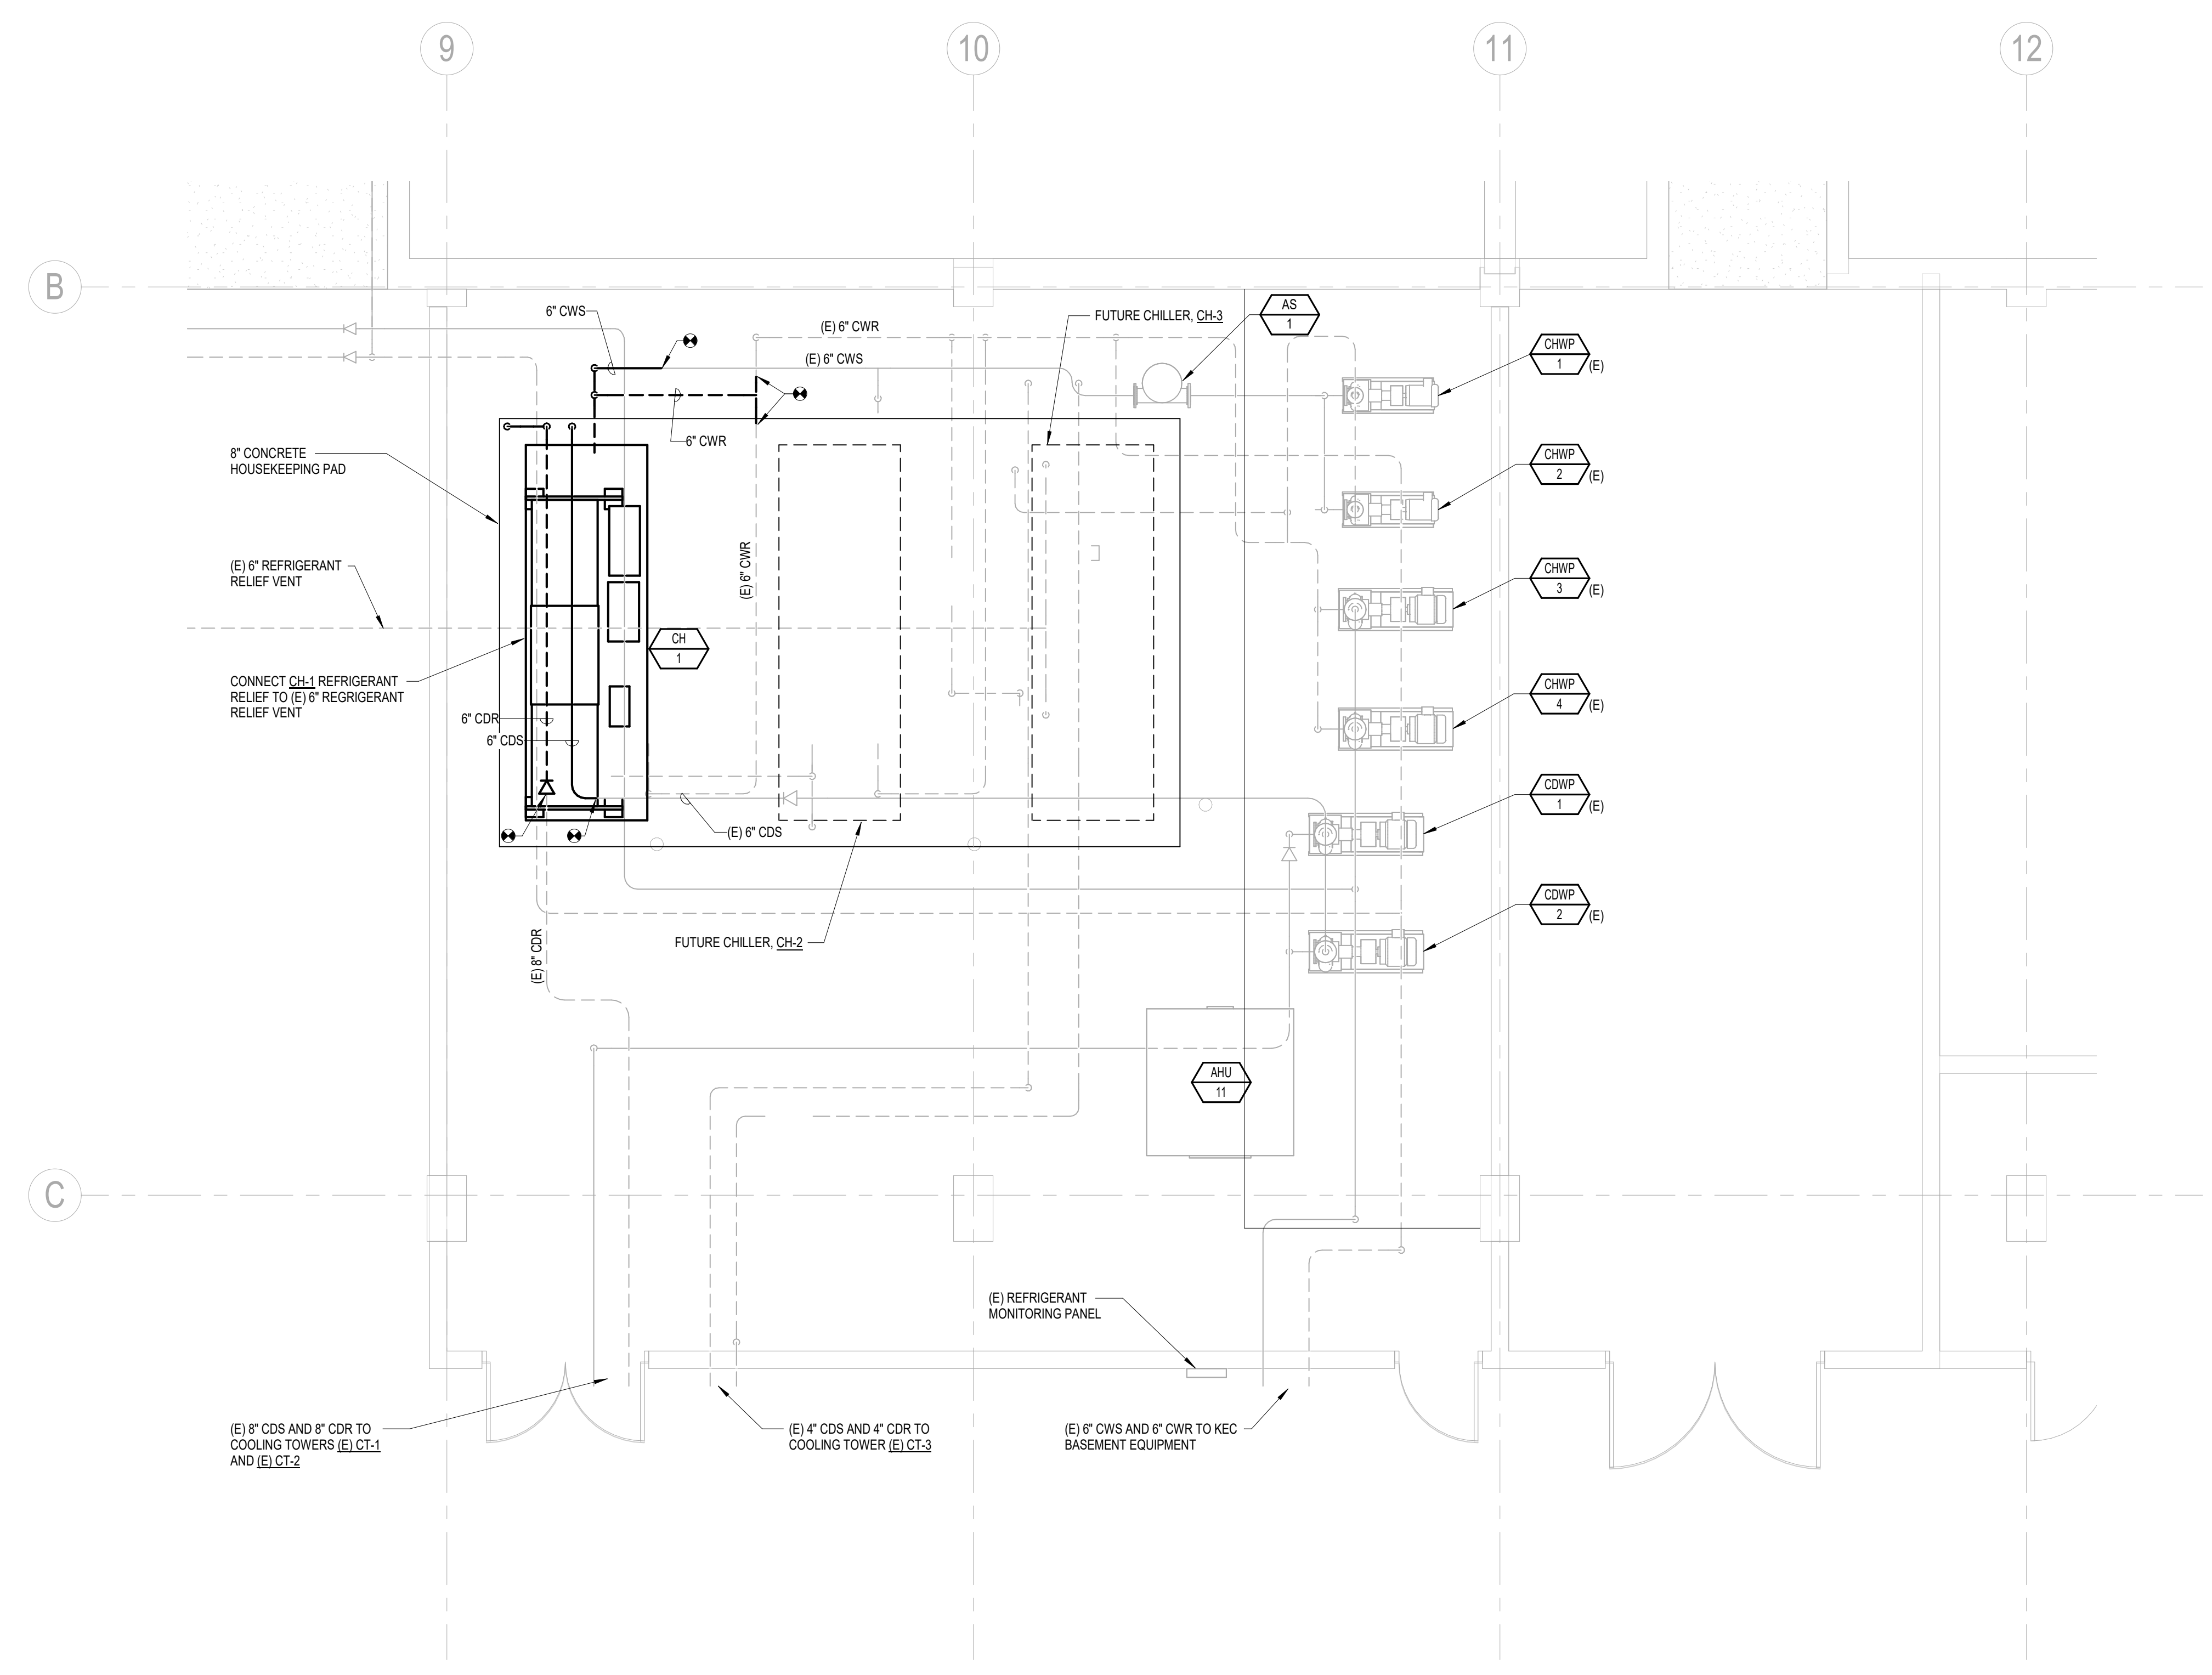 9
10
11
12
B
6" CWS
(E) 6" CWR
(E) 6" CWS
FUTURE CHILLER, CH-3
AS
1
CHWP
1
(E)
6" CWR
8" CONCRETE
HOUSEKEEPING PAD
CHWP
2
(E)
(E) 6" REFRIGERANT
RELIEF VENT
(E) 6" CWR
CHWP
3
(E)
CH
1
CONNECT CH-1 REFRIGERANT
RELIEF TO (E) 6" REGRIGERANT
RELIEF VENT
CHWP
4
(E)
6" CDR
6" CDS
CDWP
1
(E)
(E) 6" CDS
CDWP
2
(E)
(E) 8" CDR
FUTURE CHILLER, CH-2
AHU
11
C
(E) REFRIGERANT
MONITORING PANEL
(E) 8" CDS AND 8" CDR TO
COOLING TOWERS (E) CT-1
AND (E) CT-2
(E) 4" CDS AND 4" CDR TO
COOLING TOWER (E) CT-3
(E) 6" CWS AND 6" CWR TO KEC
BASEMENT EQUIPMENT